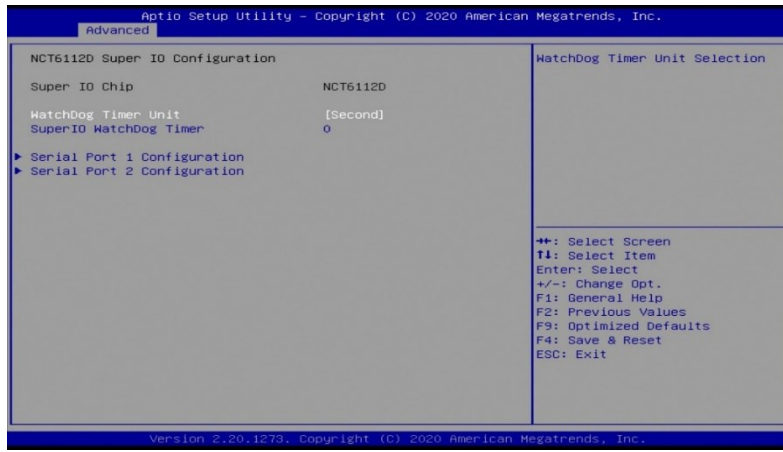 Aptio Setup Utility – Copyright (C) 2020 American Megatrends, Inc.
Advanced
NCT6112D Super IO Configuration
Super IO Chip NCT6112D
WatchDog Timer Unit [Second]
SuperIO WatchDog Timer 0
▶ Serial Port 1 Configuration
▶ Serial Port 2 Configuration
WatchDog Timer Unit Selection
→←: Select Screen
↑↓: Select Item
Enter: Select
+/-: Change Opt.
F1: General Help
F2: Previous Values
F9: Optimized Defaults
F4: Save & Reset
ESC: Exit
Version 2.20.1273. Copyright (C) 2020 American Megatrends, Inc.